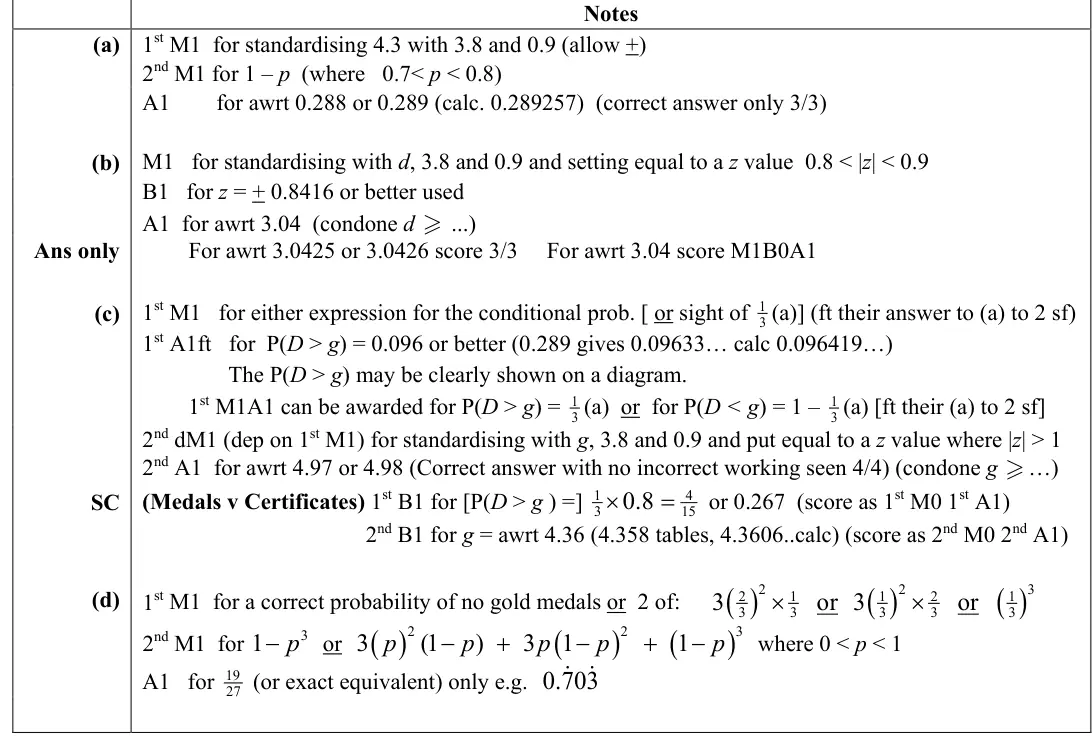 Notes
(a) 1st M1 for standardising 4.3 with 3.8 and 0.9 (allow ±)
2nd M1 for 1 – p (where 0.7< p < 0.8)
A1 for awrt 0.288 or 0.289 (calc. 0.289257) (correct answer only 3/3)
(b) M1 for standardising with d, 3.8 and 0.9 and setting equal to a z value 0.8 < |z| < 0.9
B1 for z = ± 0.8416 or better used
A1 for awrt 3.04 (condone d ⩾ ...)
Ans only For awrt 3.0425 or 3.0426 score 3/3 For awrt 3.04 score M1B0A1
(c) 1st M1 for either expression for the conditional prob. [ or sight of 1/3 (a)] (ft their answer to (a) to 2 sf)
1st A1ft for P(D > g) = 0.096 or better (0.289 gives 0.09633… calc 0.096419…)
The P(D > g) may be clearly shown on a diagram.
1st M1A1 can be awarded for P(D > g) = 1/3 (a) or for P(D < g) = 1 – 1/3 (a) [ft their (a) to 2 sf]
2nd dM1 (dep on 1st M1) for standardising with g, 3.8 and 0.9 and put equal to a z value where |z| > 1
2nd A1 for awrt 4.97 or 4.98 (Correct answer with no incorrect working seen 4/4) (condone g ⩾ …)
SC (Medals v Certificates) 1st B1 for [P(D > g ) =] 1/3 × 0.8 = 4/15 or 0.267 (score as 1st M0 1st A1)
2nd B1 for g = awrt 4.36 (4.358 tables, 4.3606..calc) (score as 2nd M0 2nd A1)
(d) 1st M1 for a correct probability of no gold medals or 2 of: 3(2/3)² × 1/3 or 3(1/3)² × 2/3 or (1/3)³
2nd M1 for 1 − p³ or 3(p)²(1 − p) + 3p(1 − p)² + (1 − p)³ where 0 < p < 1
A1 for 19/27 (or exact equivalent) only e.g. 0.7̇03̇